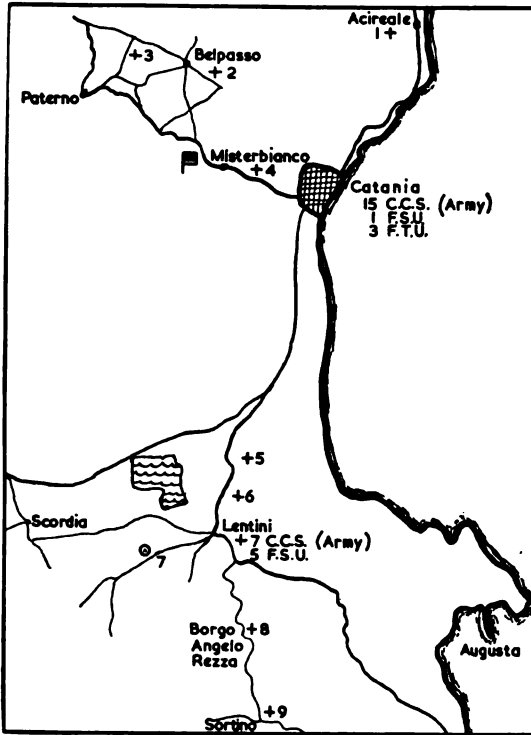 Acireale
1 +
+ 3
Belpasso
+ 2
Paterno
Misterbianco
+ 4
Catania
15 C.C.S. (Army)
1 F.S.U.
3 F.T.U.
+5
+6
Scordia
Lentini
+ 7 C.C.S. (Army)
5 F.S.U.
7
Borgo +8
Angelo
Rezza
Augusta
+9
Sortino